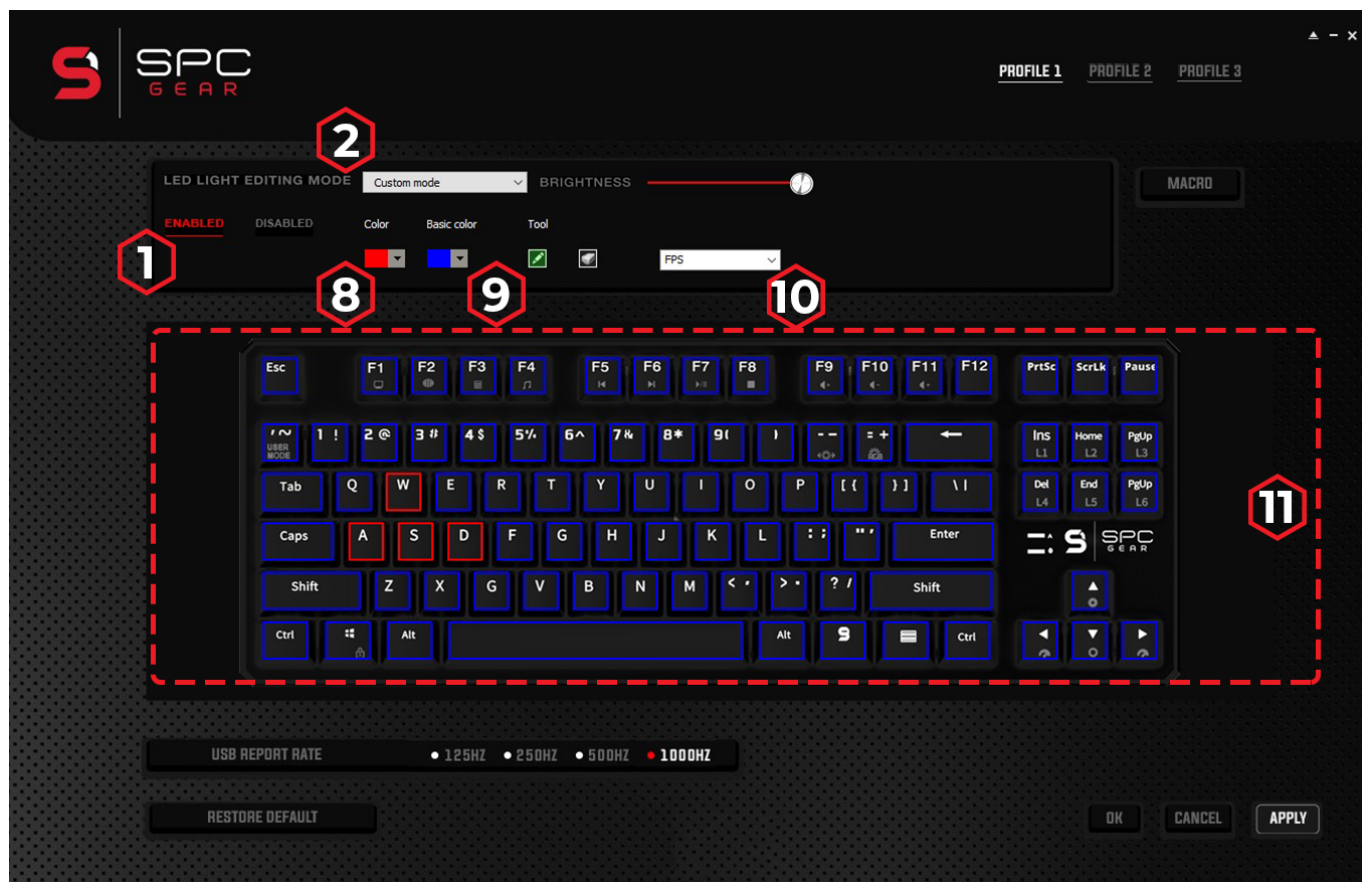 SPC
GEAR
PROFILE 1 PROFILE 2 PROFILE 3
2
LED LIGHT EDITING MODE Custom mode BRIGHTNESS
MACRO
ENABLED DISABLED Color Basic color Tool
1
FPS
8 9 10
Esc F1 F2 F3 F4 F5 F6 F7 F8 F9 F10 F11 F12 PrtSc ScrLk Pause
' ~ 1 ! 2 @ 3 # 4 $ 5 % 6 ^ 7 & 8 * 9 ( ) - - = + Ins Home PgUp
USER MODE L1 L2 L3
Tab Q W E R T Y U I O P [ { } ] \ | Del End PgUp
L4 L5 L6
11
Caps A S D F G H J K L : ; " ' Enter SPC
GEAR
Shift Z X G V B N M < · > · ? / Shift
Ctrl Alt Alt Ctrl
USB REPORT RATE 125HZ 250HZ 500HZ 1000HZ
RESTORE DEFAULT OK CANCEL APPLY